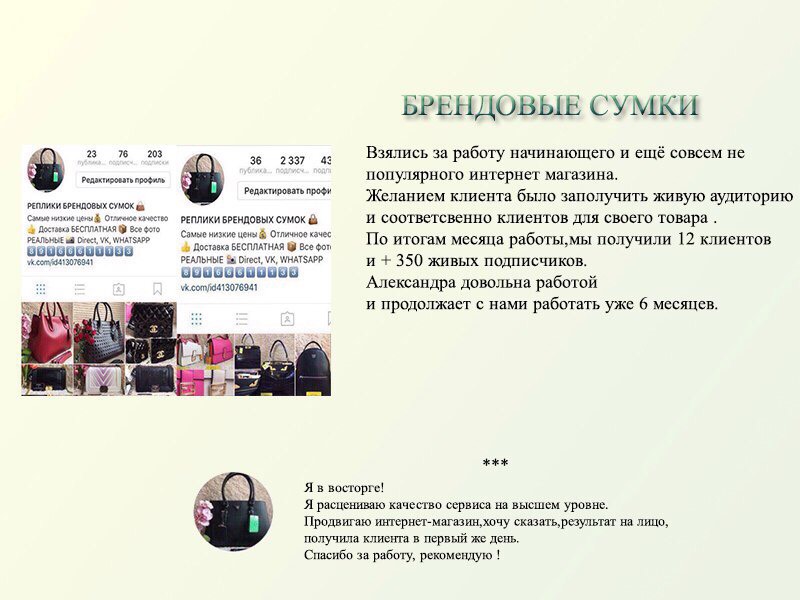 БРЕНДОВЫЕ СУМКИ
Взялись за работу начинающего и ещё совсем не
популярного интернет магазина.
Желанием клиента было заполучить живую аудиторию
и соответсвенно клиентов для своего товара .
По итогам месяца работы,мы получили 12 клиентов
и + 350 живых подписчиков.
Александра довольна работой
и продолжает с нами работать уже 6 месяцев.
23 76 203
публика... подписч... подписки
Редактировать профиль
РЕПЛИКИ БРЕНДОВЫХ СУМОК
Самые низкие цены Отличное качество
Доставка БЕСПЛАТНАЯ Все фото
РЕАЛЬНЫЕ Direct, VK, WHATSAPP
89166611133
vk.com/id413076941
36 2 337 43
публика... подписч... под
Редактировать профи
РЕПЛИКИ БРЕНДОВЫХ СУМОК
Самые низкие цены Отличное качес
Доставка БЕСПЛАТНАЯ Все фото
РЕАЛЬНЫЕ Direct, VK, WHATSAPP
89166611133
vk.com/id413076941
***
Я в восторге!
Я расцениваю качество сервиса на высшем уровне.
Продвигаю интернет-магазин,хочу сказать,результат на лицо,
получила клиента в первый же день.
Спасибо за работу, рекомендую !